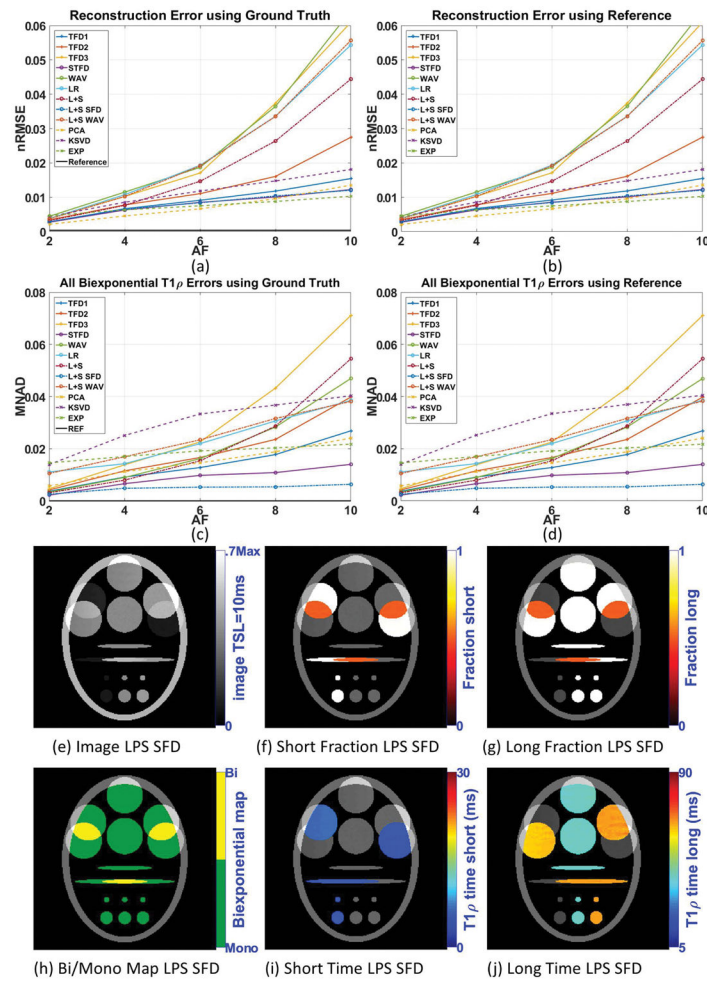 Reconstruction Error using Ground Truth
nRMSE
0.06
0.05
0.04
0.03
0.02
0.01
0
TFD1
TFD2
TFD3
STFD
WAV
LR
L+S
L+S SFD
L+S WAV
PCA
KSVD
EXP
Reference
2 4 6 8 10
AF
(a)
Reconstruction Error using Reference
nRMSE
0.06
0.05
0.04
0.03
0.02
0.01
0
TFD1
TFD2
TFD3
STFD
WAV
LR
L+S
L+S SFD
L+S WAV
PCA
KSVD
EXP
2 4 6 8 10
AF
(b)
All Biexponential T1ρ Errors using Ground Truth
MNAD
0.08
0.06
0.04
0.02
0
TFD1
TFD2
TFD3
STFD
WAV
LR
L+S
L+S SFD
L+S WAV
PCA
KSVD
EXP
REF
2 4 6 8 10
AF
(c)
All Biexponential T1ρ Errors using Reference
MNAD
0.08
0.06
0.04
0.02
0
TFD1
TFD2
TFD3
STFD
WAV
LR
L+S
L+S SFD
L+S WAV
PCA
KSVD
EXP
2 4 6 8 10
AF
(d)
.7Max
image TSL=10ms
0
(e) Image LPS SFD
1
Fraction short
0
(f) Short Fraction LPS SFD
1
Fraction long
0
(g) Long Fraction LPS SFD
Bi
Biexponential map
Mono
(h) Bi/Mono Map LPS SFD
30
T1ρ time short (ms)
0
(i) Short Time LPS SFD
90
T1ρ time long (ms)
5
(j) Long Time LPS SFD